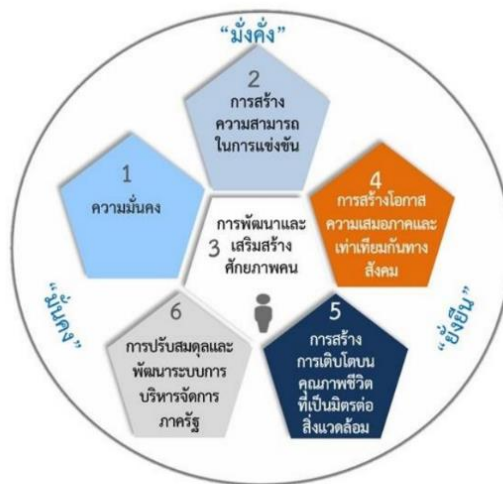 “มั่งคั่ง”
2
การสร้าง
ความสามารถ
ในการแข่งขัน
1
ความมั่นคง
3
การพัฒนาและ
เสริมสร้าง
ศักยภาพคน
4
การสร้างโอกาส
ความเสมอภาคและ
เท่าเทียมกันทาง
สังคม
“มั่นคง”
“ยั่งยืน”
6
การปรับสมดุลและ
พัฒนาระบบการ
บริหารจัดการ
ภาครัฐ
5
การสร้าง
การเติบโตบน
คุณภาพชีวิต
ที่เป็นมิตรต่อ
สิ่งแวดล้อม